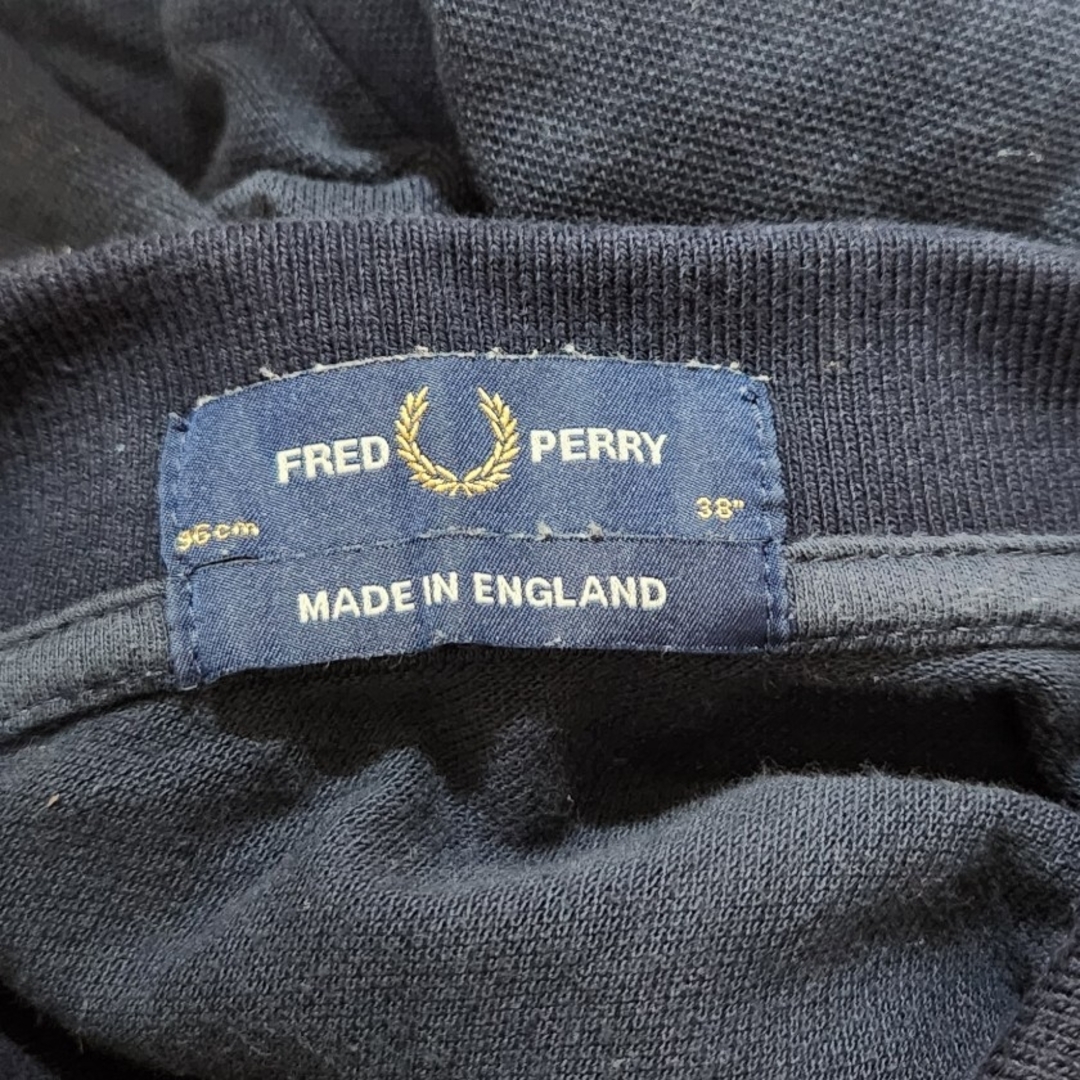 FRED PERRY
96cm 38"
MADE IN ENGLAND